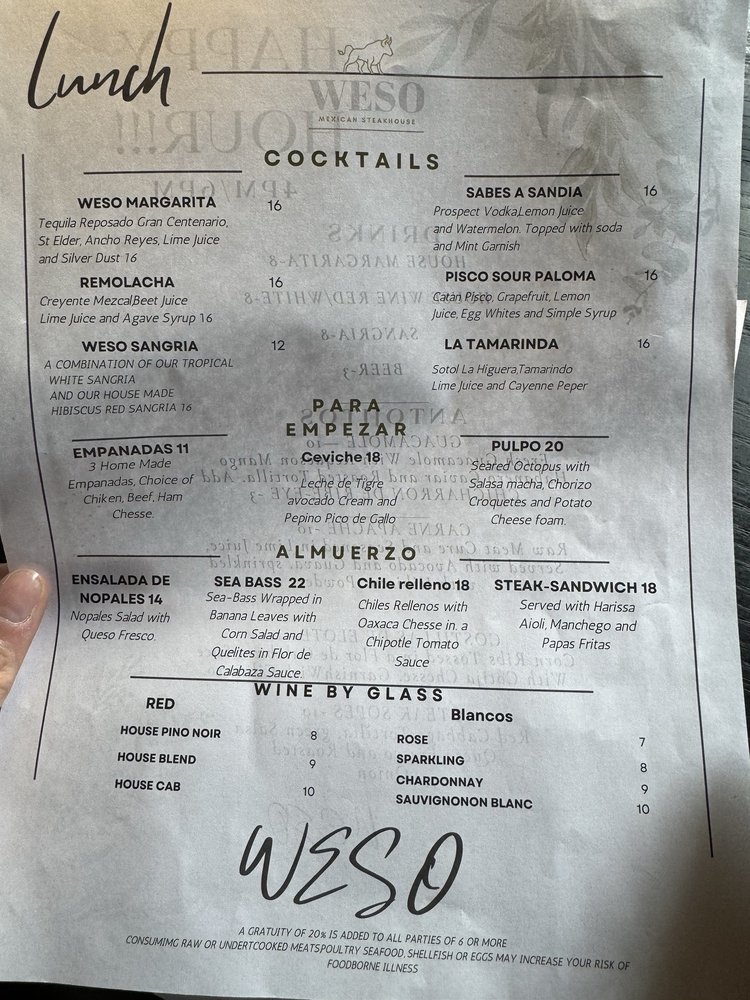 Lunch
WESO
MEXICAN STEAKHOUSE
COCKTAILS
WESO MARGARITA 16
Tequila Reposado Gran Centenario,
St Elder, Ancho Reyes, Lime Juice
and Silver Dust 16
REMOLACHA 16
Creyente Mezcal,Beet Juice
Lime Juice and Agave Syrup 16
WESO SANGRIA 12
A COMBINATION OF OUR TROPICAL
WHITE SANGRIA
AND OUR HOUSE MADE
HIBISCUS RED SANGRIA 16
SABES A SANDIA 16
Prospect Vodka,Lemon Juice
and Watermelon. Topped with soda
and Mint Garnish
PISCO SOUR PALOMA 16
Catan Pisco, Grapefruit, Lemon
Juice, Egg Whites and Simple Syrup
LA TAMARINDA 16
Sotol La Higuera,Tamarindo
Lime Juice and Cayenne Peper
PARA
EMPEZAR
EMPANADAS 11
3 Home Made
Empanadas, Choice of
Chiken, Beef, Ham
Chesse.
Ceviche 18
Leche de Tigre
avocado Cream and
Pepino Pico de Gallo
PULPO 20
Seared Octopus with
Salasa macha, Chorizo
Croquetes and Potato
Cheese foam.
ALMUERZO
ENSALADA DE
NOPALES 14
Nopales Salad with
Queso Fresco.
SEA BASS 22
Sea-Bass Wrapped in
Banana Leaves with
Corn Salad and
Quelites in Flor de
Calabaza Sauce.
Chile relleno 18
Chiles Rellenos with
Oaxaca Chesse in. a
Chipotle Tomato
Sauce
STEAK-SANDWICH 18
Served with Harissa
Aioli, Manchego and
Papas Fritas
WINE BY GLASS
RED
HOUSE PINO NOIR 8
HOUSE BLEND 9
HOUSE CAB 10
Blancos
ROSE 7
SPARKLING 8
CHARDONNAY 9
SAUVIGNONON BLANC 10
WESO
A GRATUITY OF 20% IS ADDED TO ALL PARTIES OF 6 OR MORE
CONSUMIMG RAW OR UNDERTCOOKED MEATS,POULTRY SEAFOOD, SHELLFISH OR EGGS MAY INCREASE YOUR RISK OF
FOODBORNE ILLNESS